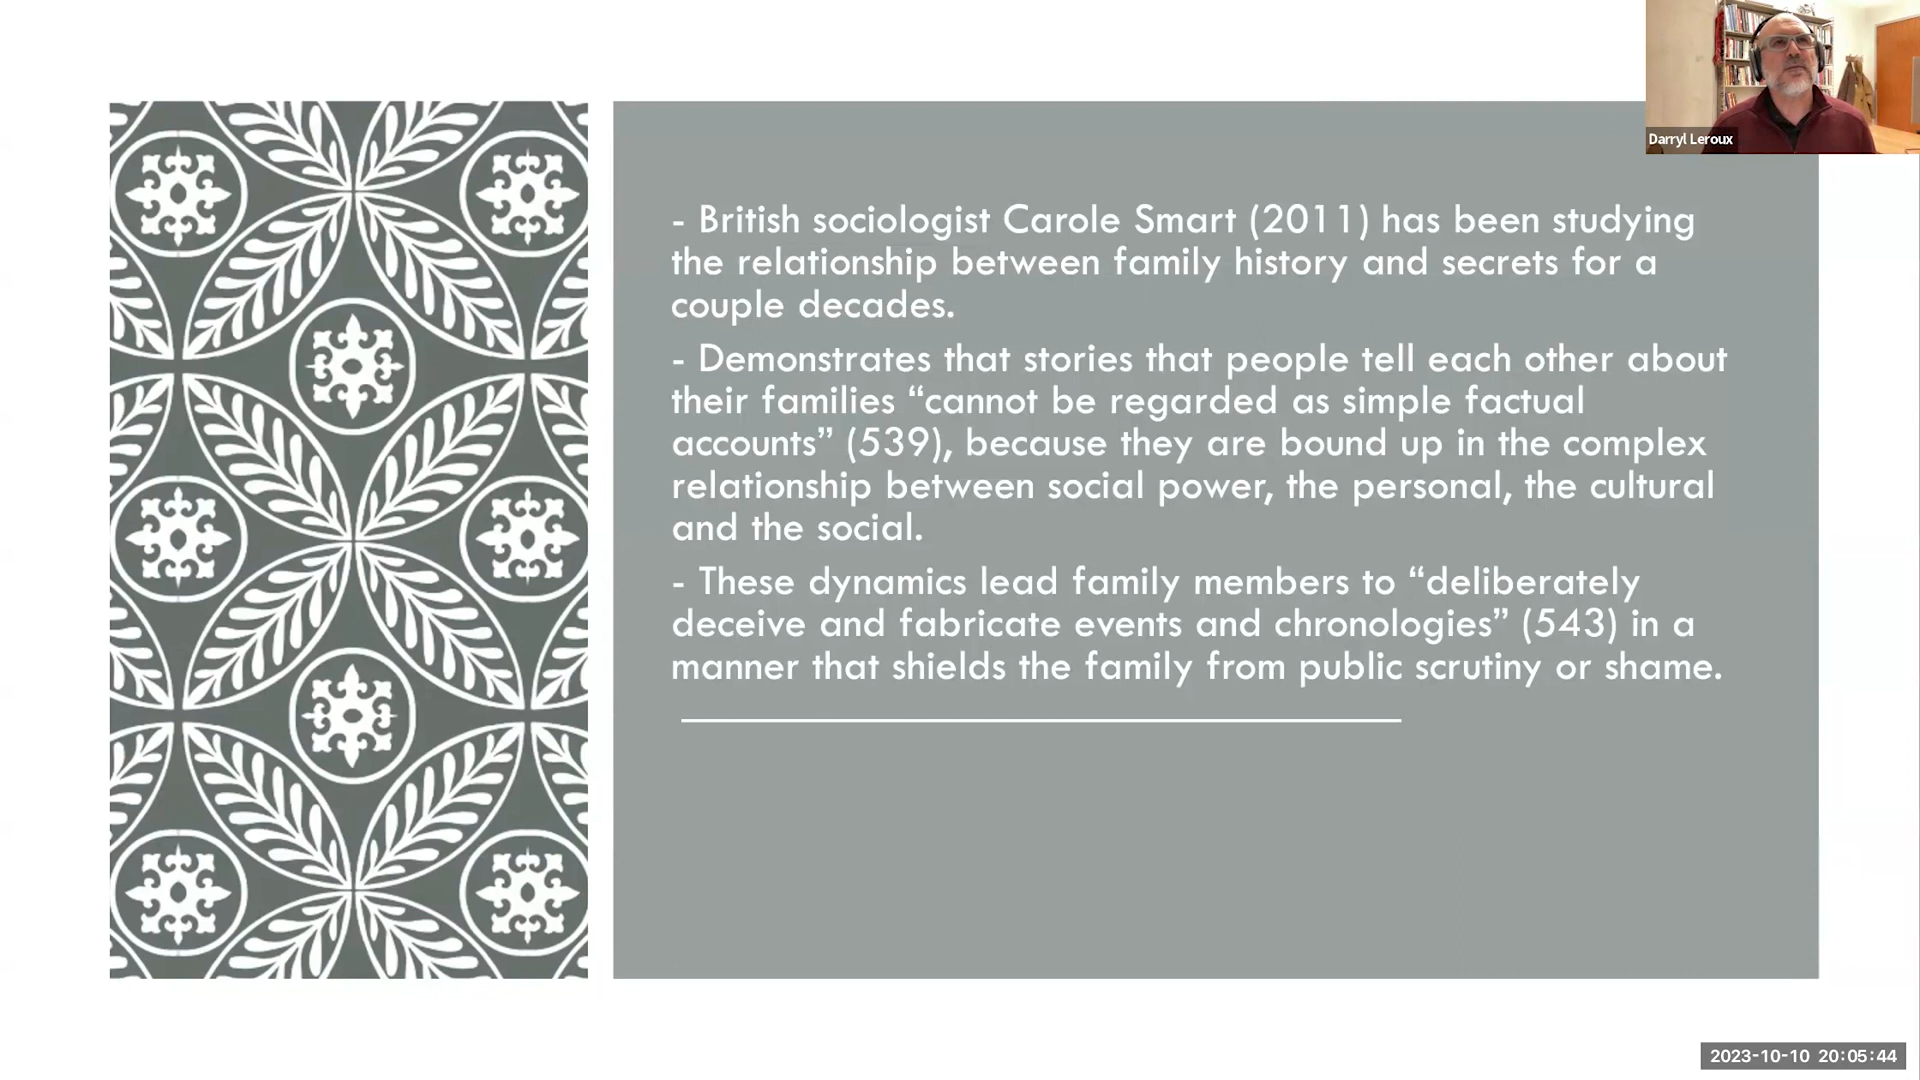 Darryl Leroux
- British sociologist Carole Smart (2011) has been studying
the relationship between family history and secrets for a
couple decades.
- Demonstrates that stories that people tell each other about
their families “cannot be regarded as simple factual
accounts” (539), because they are bound up in the complex
relationship between social power, the personal, the cultural
and the social.
- These dynamics lead family members to “deliberately
deceive and fabricate events and chronologies” (543) in a
manner that shields the family from public scrutiny or shame.
2023-10-10 20:05:44